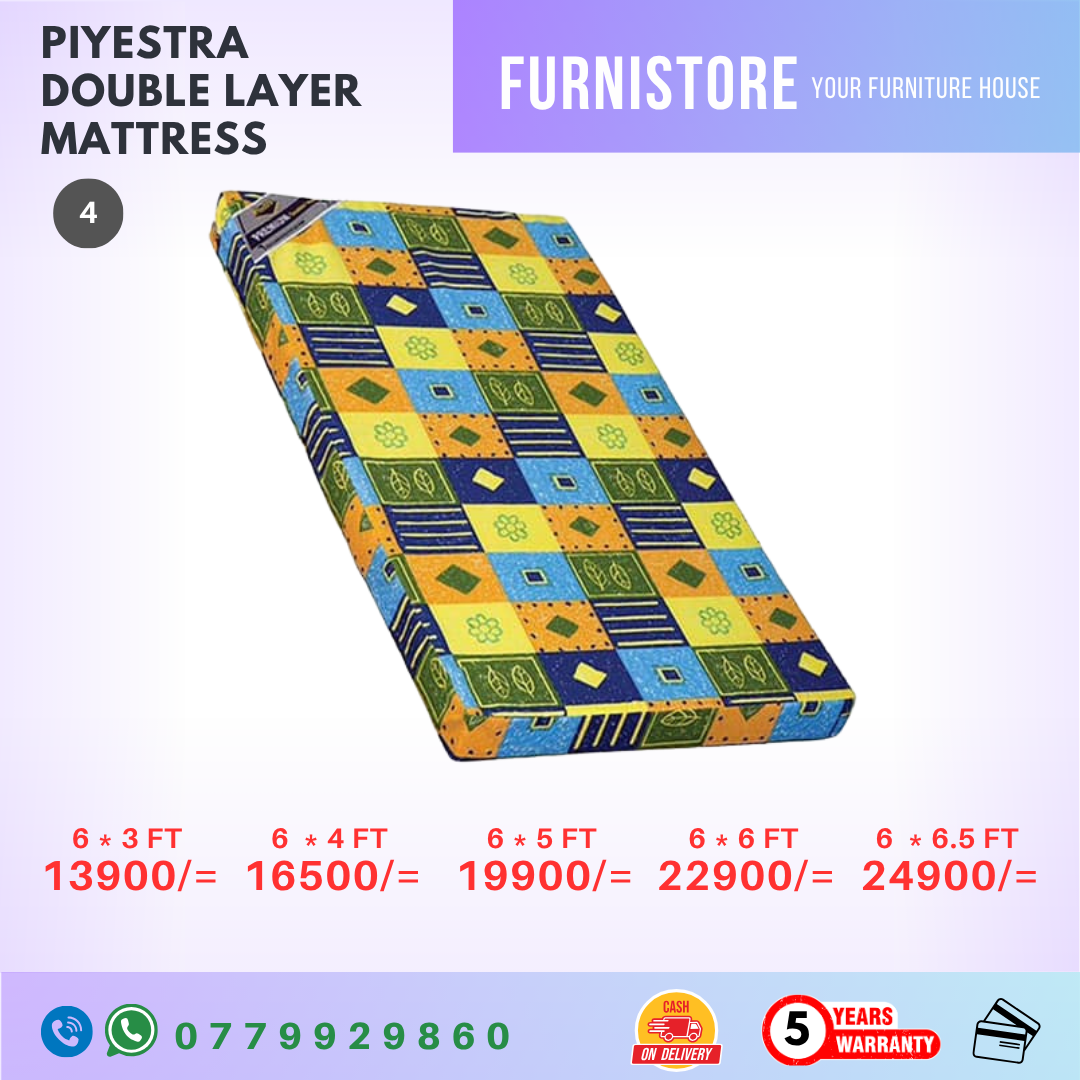 PIYESTRA
DOUBLE LAYER
MATTRESS
FURNISTORE YOUR FURNITURE HOUSE
4
PREMIUM
6 * 3 FT
13900/=
6 * 4 FT
16500/=
6 * 5 FT
19900/=
6 * 6 FT
22900/=
6 * 6.5 FT
24900/=
0779929860
CASH
ON DELIVERY
5 YEARS
WARRANTY